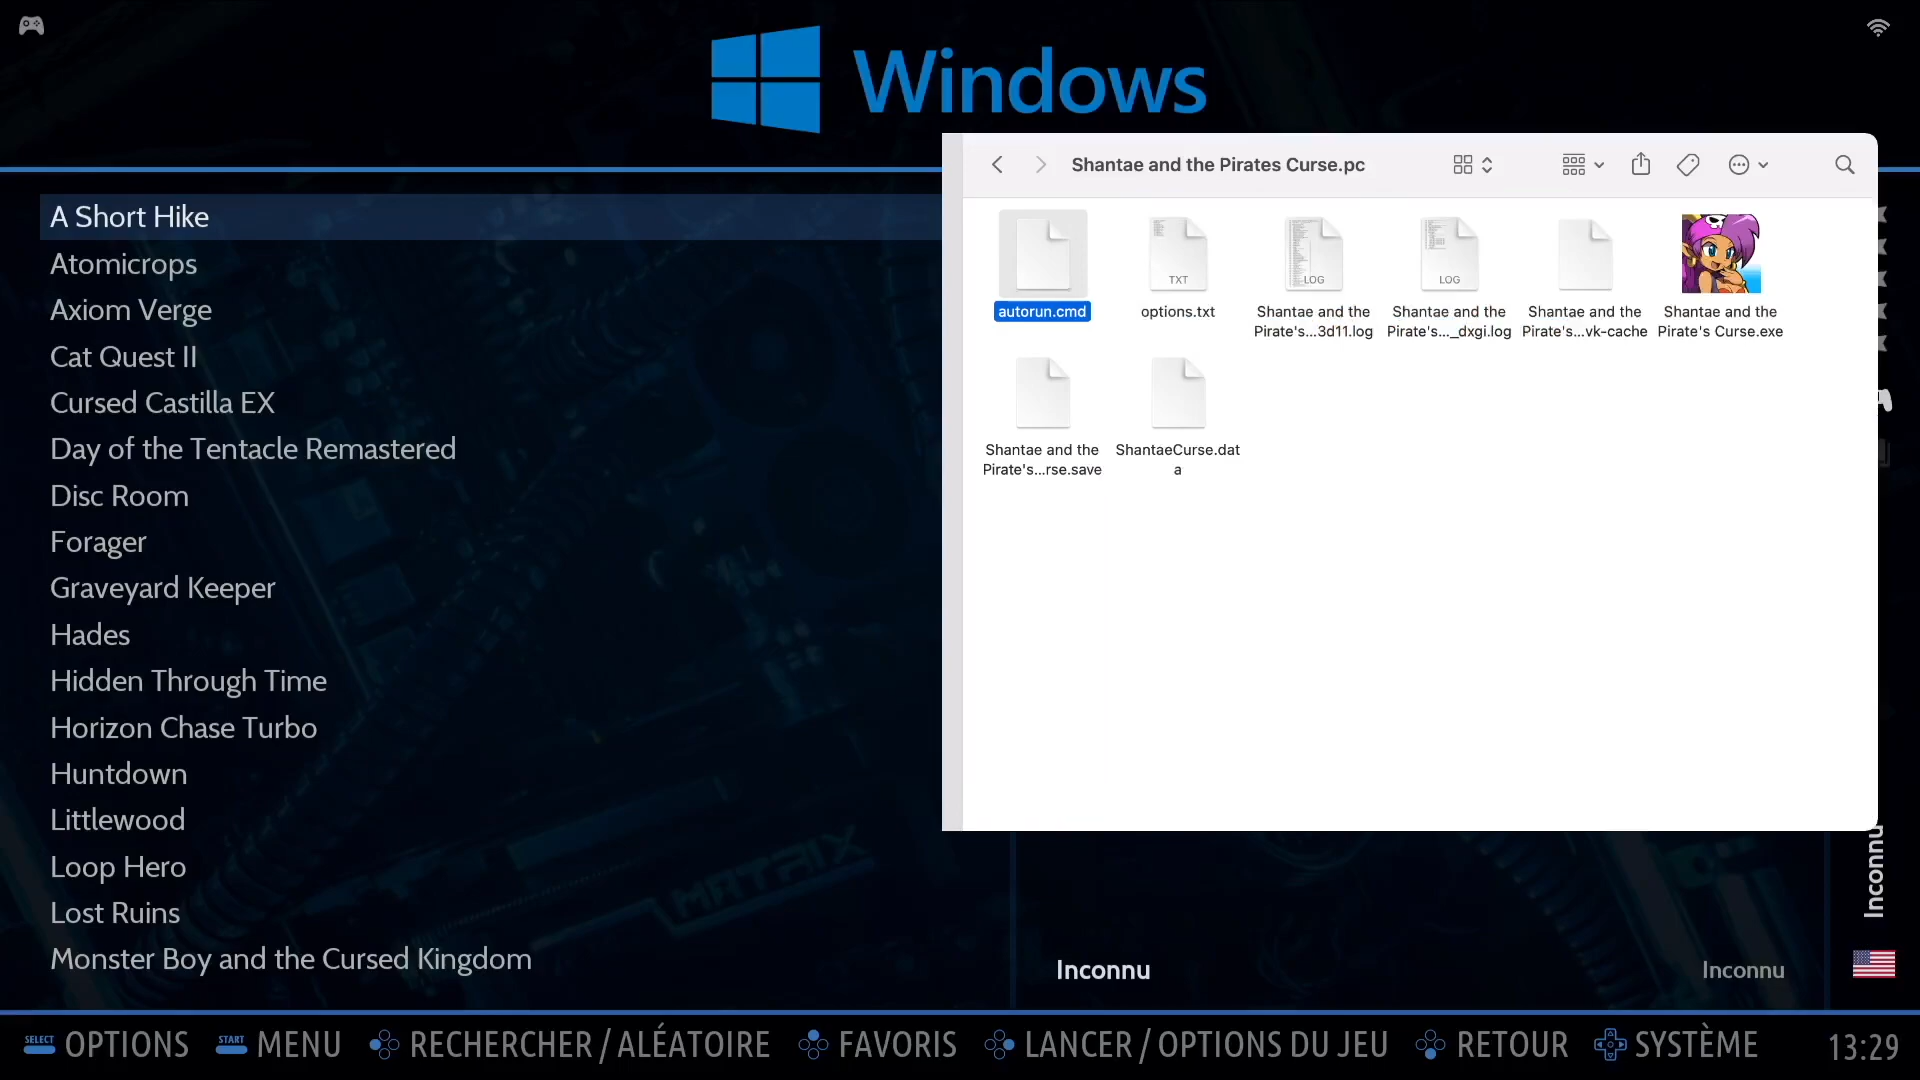 Windows
Shantae and the Pirates Curse.pc
A Short Hike
Atomicrops
Axiom Verge
Cat Quest II
Cursed Castilla EX
Day of the Tentacle Remastered
Disc Room
Forager
Graveyard Keeper
Hades
Hidden Through Time
Horizon Chase Turbo
Huntdown
Littlewood
Loop Hero
Lost Ruins
Monster Boy and the Cursed Kingdom
TXT
LOG
LOG
autorun.cmd
options.txt
Shantae and the
Pirate's...3d11.log
Shantae and the
Pirate's..._dxgi.log
Shantae and the
Pirate's...vk-cache
Shantae and the
Pirate's Curse.exe
Shantae and the
Pirate's...rse.save
ShantaeCurse.dat
a
MATRIX
Inconnu
Inconnu
Inconnu
SELECT OPTIONS START MENU RECHERCHER / ALÉATOIRE FAVORIS LANCER / OPTIONS DU JEU RETOUR SYSTÈME 13:29